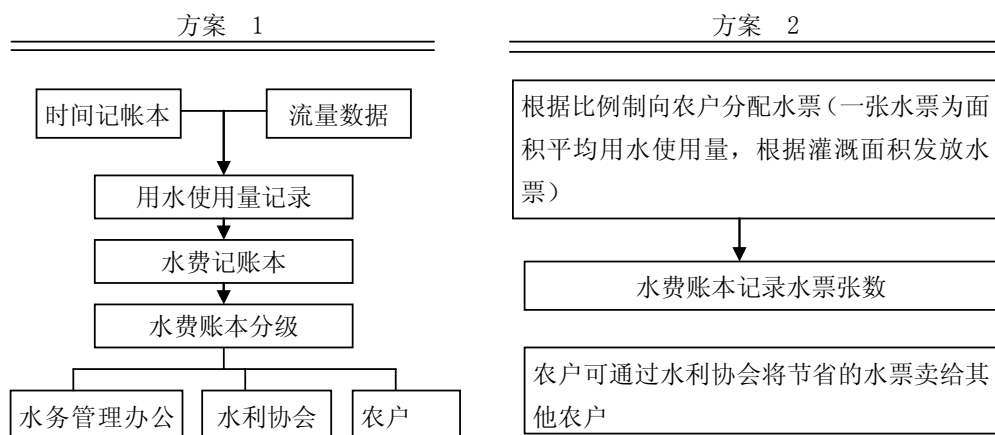 方案 1
时间记帐本
流量数据
用水使用量记录
水费记账本
水费账本分级
水务管理办公
水利协会
农户
方案 2
根据比例制向农户分配水票（一张水票为面
积平均用水使用量，根据灌溉面积发放水
票）
水费账本记录水票张数
农户可通过水利协会将节省的水票卖给其
他农户